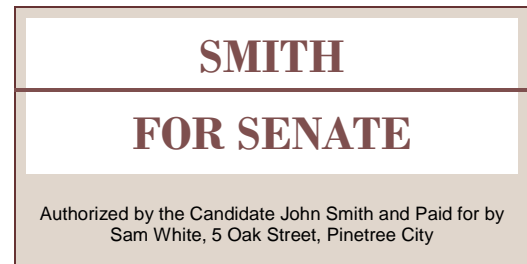 SMITH
FOR SENATE
Authorized by the Candidate John Smith and Paid for by
Sam White, 5 Oak Street, Pinetree City